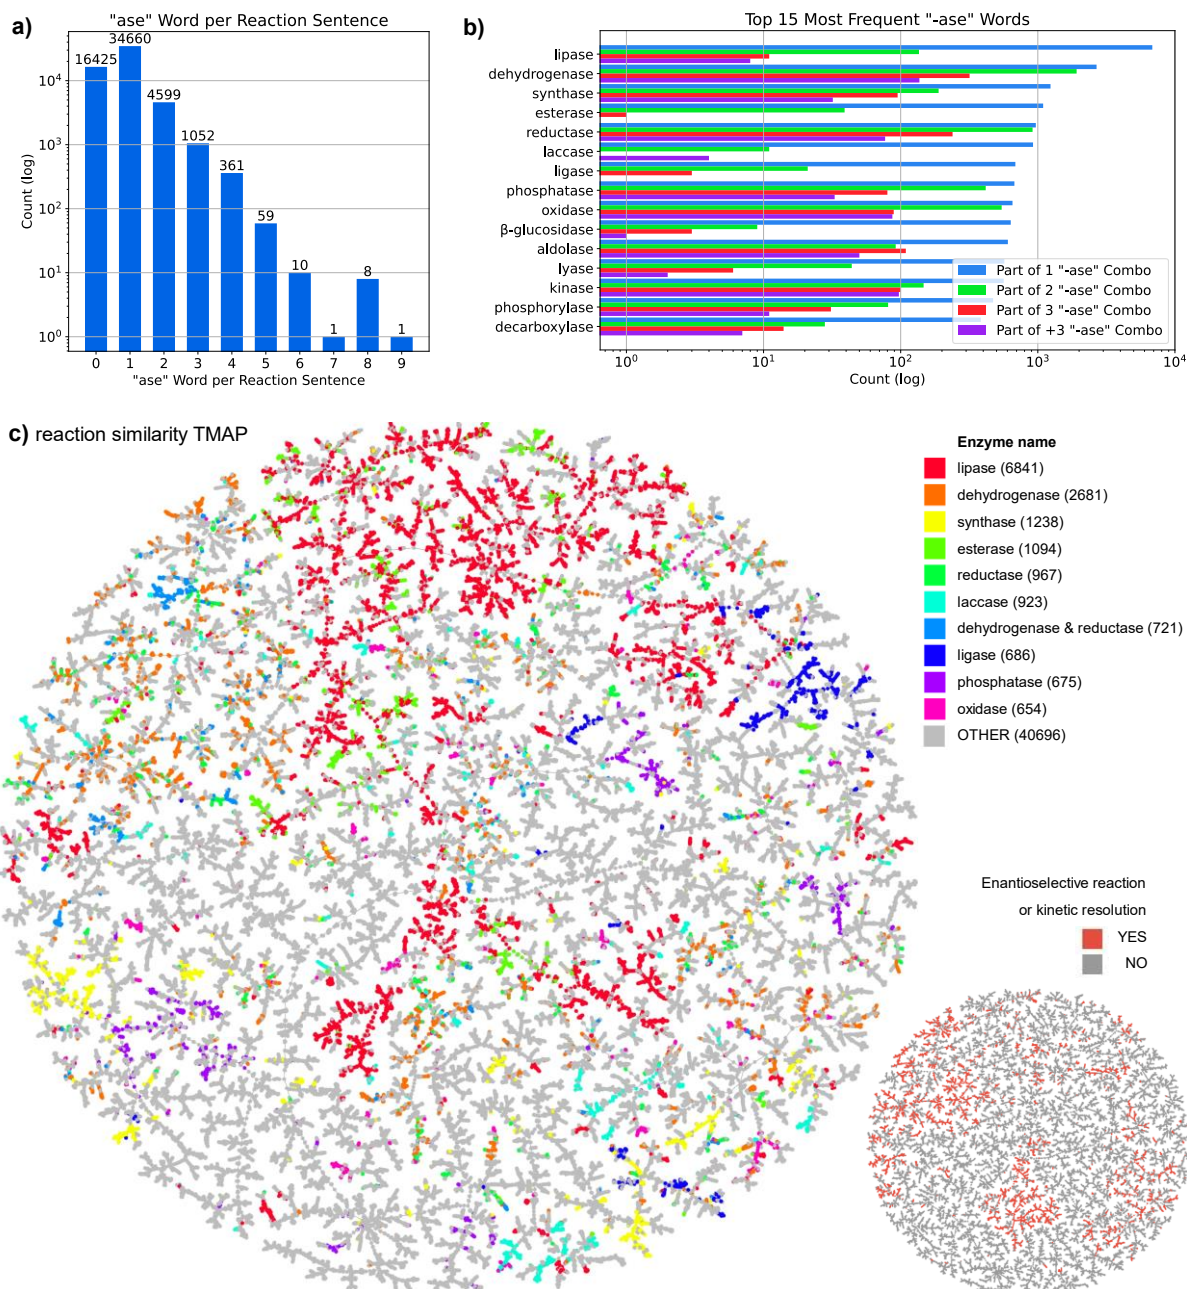 a)
"ase" Word per Reaction Sentence
Count (log)
10⁴
10³
10²
10¹
10⁰
16425
34660
4599
1052
361
59
10
1
8
1
0 1 2 3 4 5 6 7 8 9
"ase" Word per Reaction Sentence
b)
Top 15 Most Frequent "-ase" Words
lipase
dehydrogenase
synthase
esterase
reductase
laccase
ligase
phosphatase
oxidase
β-glucosidase
aldolase
lyase
kinase
phosphorylase
decarboxylase
Part of 1 "-ase" Combo
Part of 2 "-ase" Combo
Part of 3 "-ase" Combo
Part of +3 "-ase" Combo
10⁰ 10¹ 10² 10³ 10⁴
Count (log)
c) reaction similarity TMAP
Enzyme name
lipase (6841)
dehydrogenase (2681)
synthase (1238)
esterase (1094)
reductase (967)
laccase (923)
dehydrogenase & reductase (721)
ligase (686)
phosphatase (675)
oxidase (654)
OTHER (40696)
Enantioselective reaction
or kinetic resolution
YES
NO